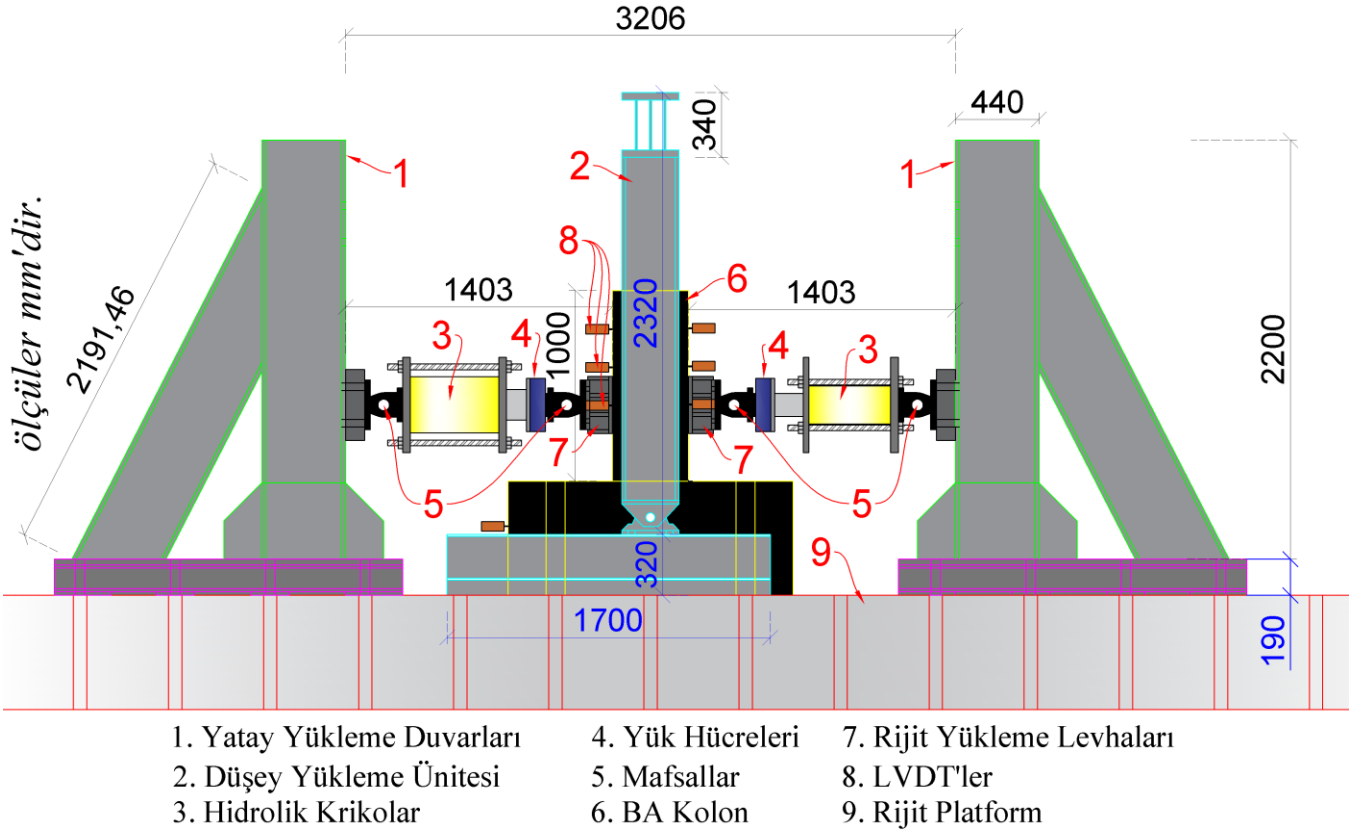 3206
440
340
1
2
1
ölçüler mm'dir.
2191,46
8
6
1403
2320
1403
2200
3
4
1000
4
3
7
7
5
5
9
320
1700
190
1. Yatay Yükleme Duvarları
4. Yük Hücreleri
7. Rijit Yükleme Levhaları
2. Düşey Yükleme Ünitesi
5. Mafsallar
8. LVDT'ler
3. Hidrolik Krikolar
6. BA Kolon
9. Rijit Platform